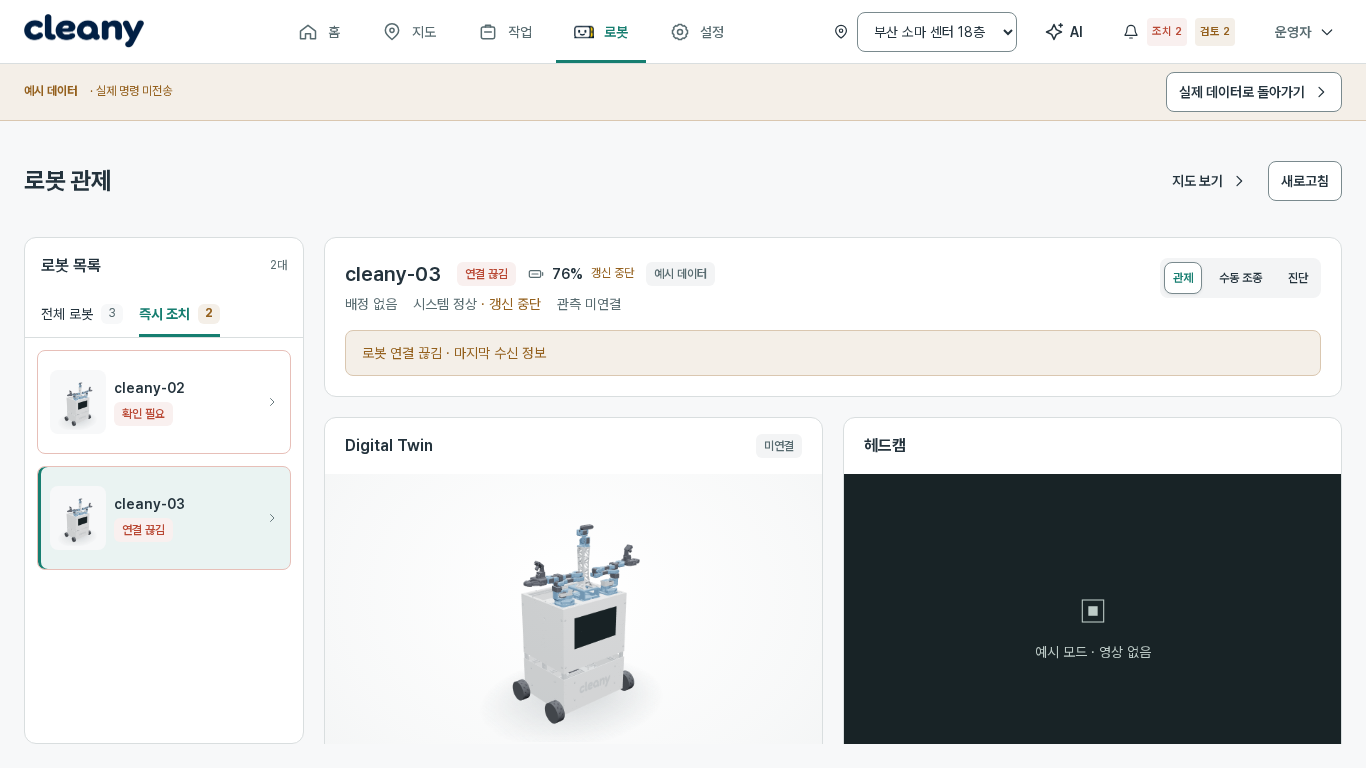 cleany
홈
지도
작업
로봇
설정
부산 소마 센터 18층
AI
조치 2
검토 2
운영자
예시 데이터 · 실제 명령 미전송
실제 데이터로 돌아가기
로봇 관제
지도 보기
새로고침
로봇 목록
2대
전체 로봇 3
즉시 조치 2
cleany-02
확인 필요
cleany-03
연결 끊김
cleany-03 연결 끊김 76% 갱신 중단 예시 데이터
관제
수동 조종
진단
배정 없음 시스템 정상 · 갱신 중단 관측 미연결
로봇 연결 끊김 · 마지막 수신 정보
Digital Twin
미연결
cleany
헤드캠
예시 모드 · 영상 없음